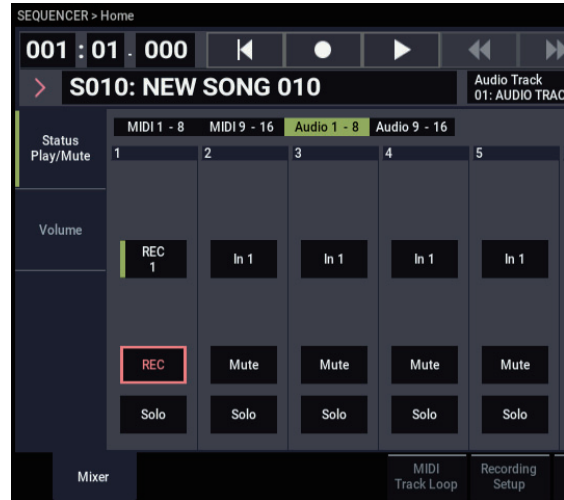 SEQUENCER > Home
001 : 01 . 000
> S010: NEW SONG 010
Audio Track
01: AUDIO TRAC
Status
Play/Mute
Volume
MIDI 1 - 8 MIDI 9 - 16 Audio 1 - 8 Audio 9 - 16
1 2 3 4 5
REC
1
In 1 In 1 In 1 In 1
REC Mute Mute Mute Mute
Solo Solo Solo Solo Solo
Mixer
MIDI
Track Loop
Recording
Setup